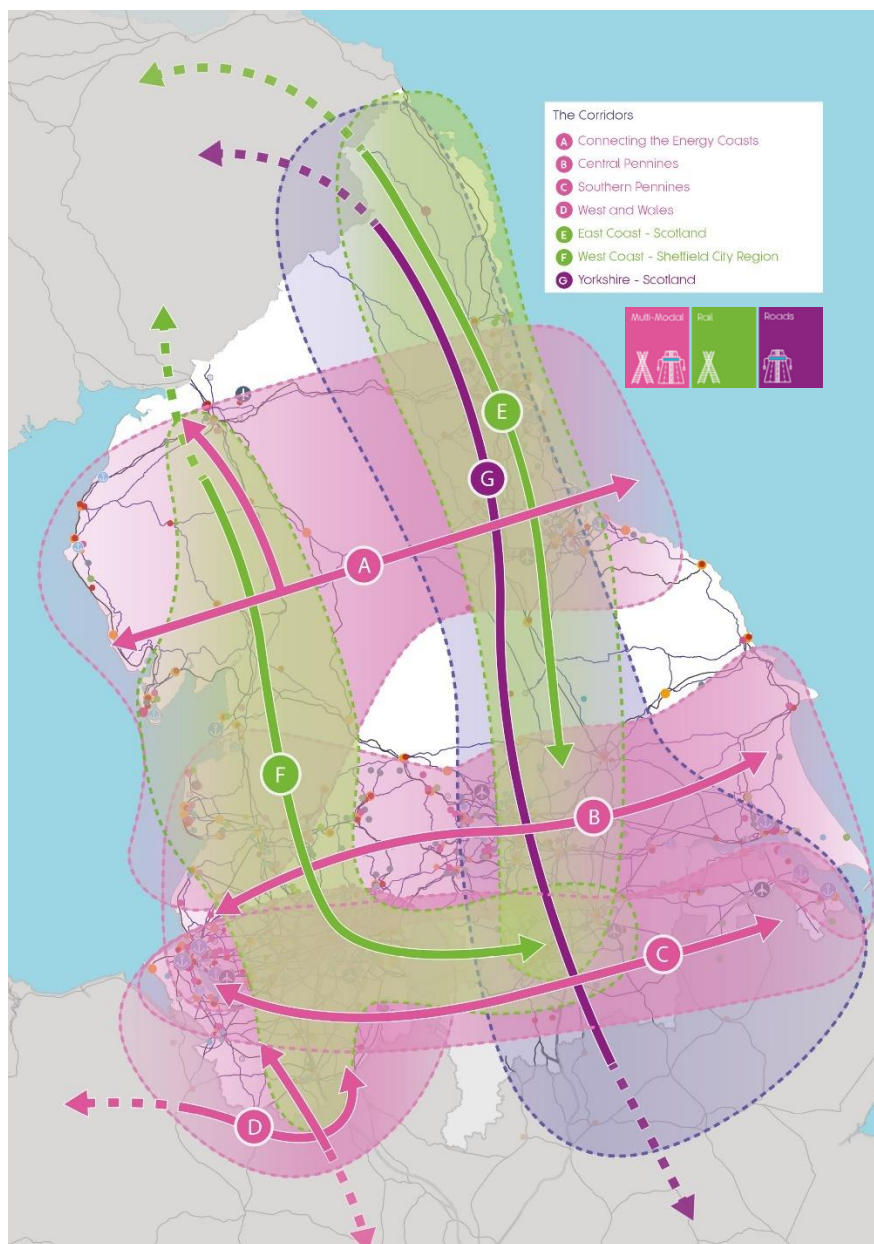 The Corridors
A Connecting the Energy Coasts
B Central Pennines
C Southern Pennines
D West and Wales
E East Coast - Scotland
F West Coast - Sheffield City Region
G Yorkshire - Scotland
Multi-Modal Rail Roads
E
G
A
F
B
C
D